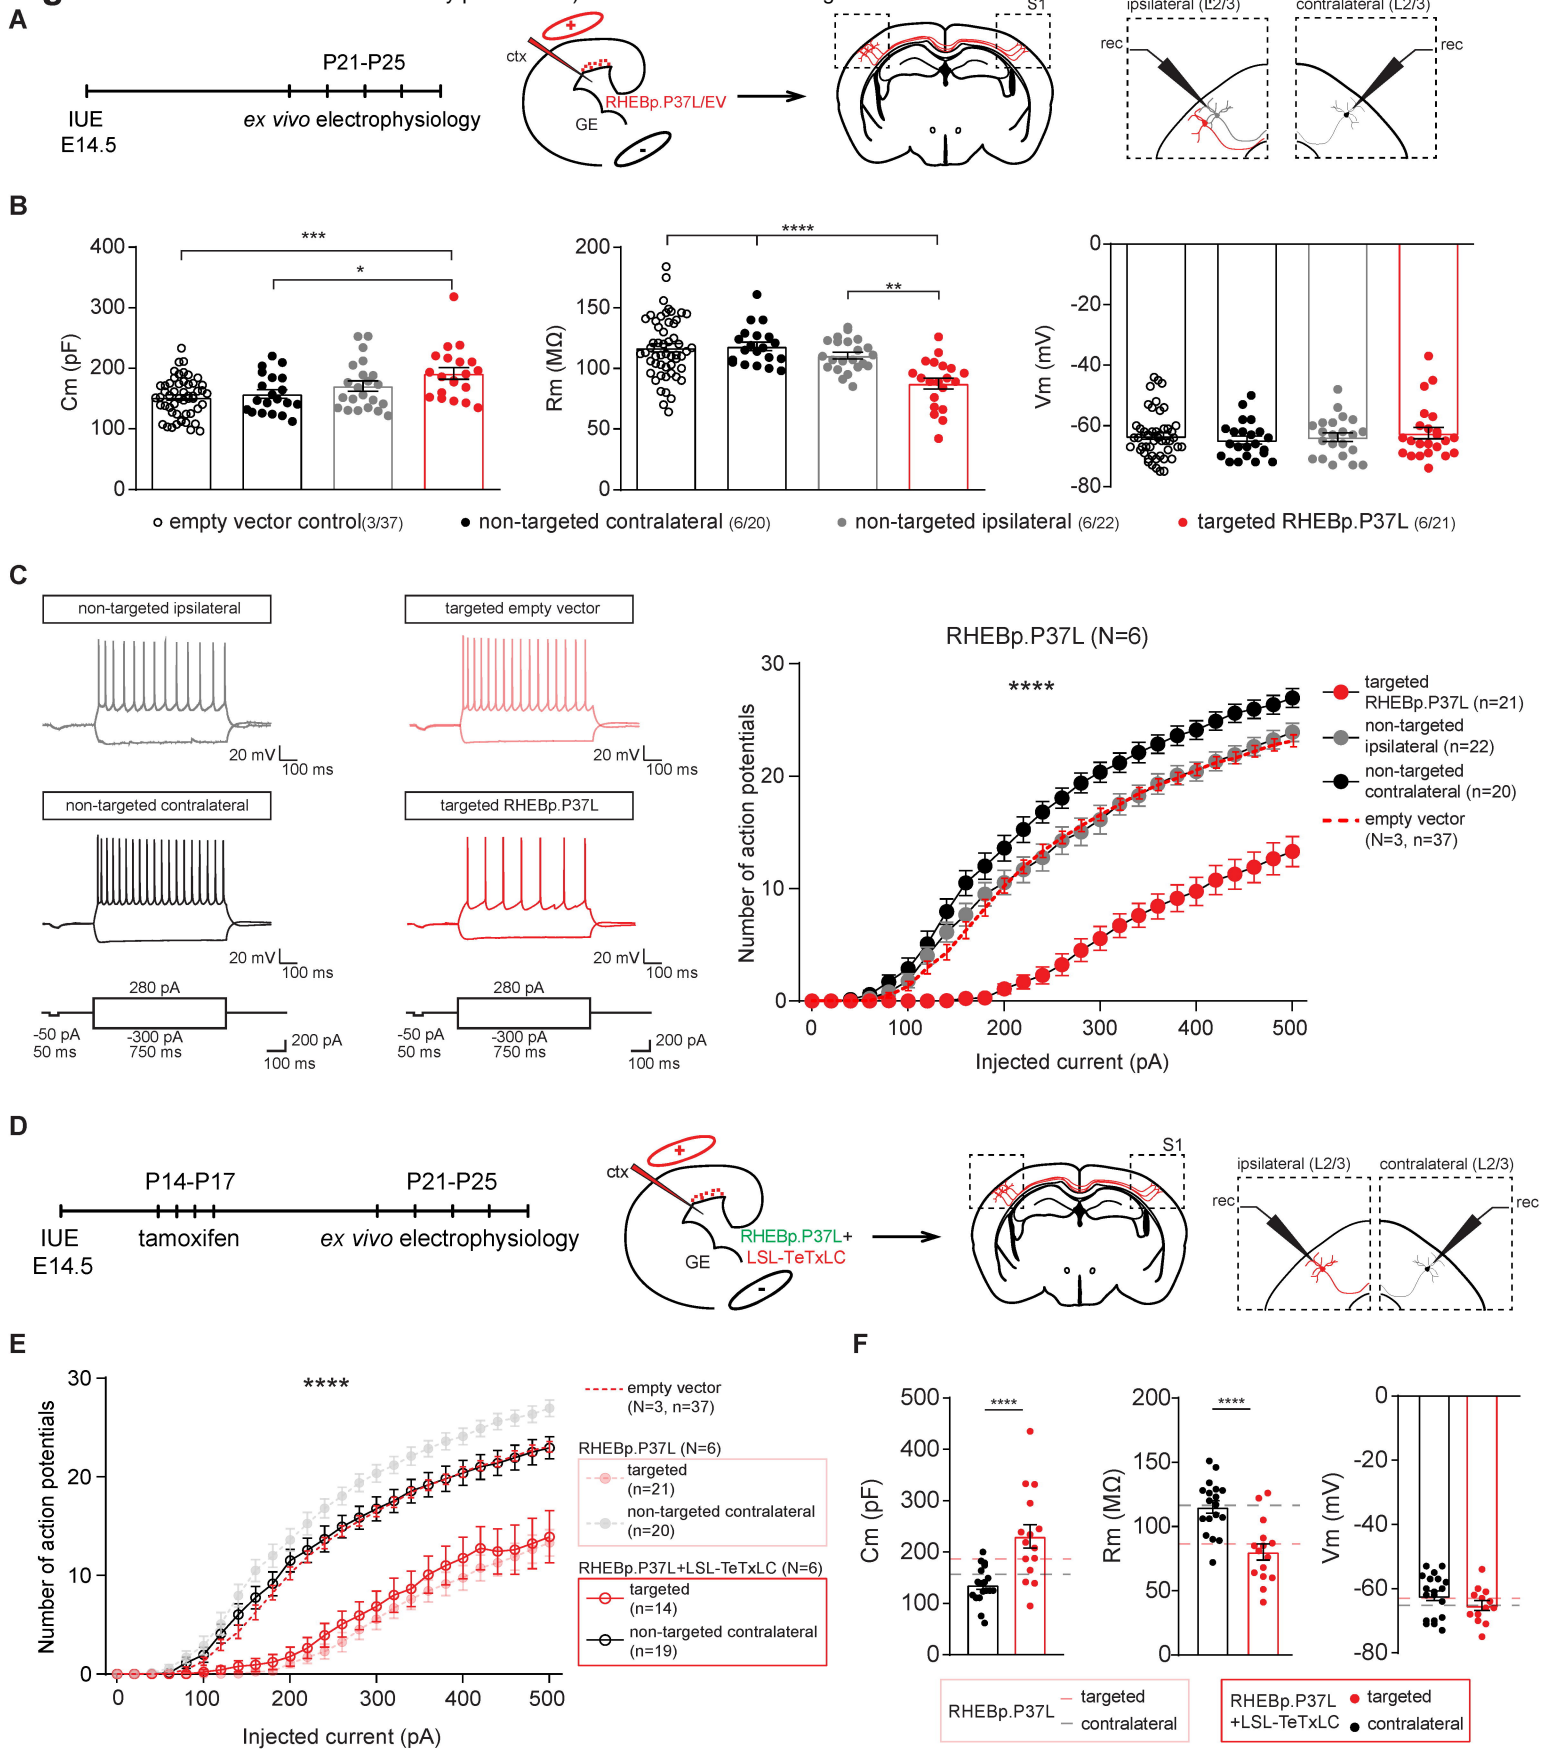 A
P21-P25
IUE
E14.5
ex vivo electrophysiology
ctx
+
RHEBp.P37L/EV
GE
-
S1
ipsilateral (L2/3)
contralateral (L2/3)
rec
rec
B
Cm (pF)
400
300
200
100
0
***
*
Rm (MΩ)
200
150
100
50
0
****
**
Vm (mV)
0
-20
-40
-60
-80
empty vector control(3/37)
non-targeted contralateral (6/20)
non-targeted ipsilateral (6/22)
targeted RHEBp.P37L (6/21)
C
non-targeted ipsilateral
20 mV
100 ms
targeted empty vector
20 mV
100 ms
non-targeted contralateral
20 mV
100 ms
targeted RHEBp.P37L
20 mV
100 ms
280 pA
-50 pA
50 ms
-300 pA
750 ms
200 pA
100 ms
280 pA
-50 pA
50 ms
-300 pA
750 ms
200 pA
100 ms
RHEBp.P37L (N=6)
****
Number of action potentials
30
20
10
0
0 100 200 300 400 500
Injected current (pA)
targeted
RHEBp.P37L (n=21)
non-targeted
ipsilateral (n=22)
non-targeted
contralateral (n=20)
empty vector
(N=3, n=37)
D
P14-P17
P21-P25
IUE
E14.5
tamoxifen
ex vivo electrophysiology
ctx
+
RHEBp.P37L+
LSL-TeTxLC
GE
-
S1
ipsilateral (L2/3)
contralateral (L2/3)
rec
rec
E
****
Number of action potentials
30
20
10
0
0 100 200 300 400 500
Injected current (pA)
empty vector
(N=3, n=37)
RHEBp.P37L (N=6)
targeted
(n=21)
non-targeted contralateral
(n=20)
RHEBp.P37L+LSL-TeTxLC (N=6)
targeted
(n=14)
non-targeted contralateral
(n=19)
F
Cm (pF)
500
400
300
200
100
0
****
Rm (MΩ)
200
150
100
50
0
****
Vm (mV)
0
-20
-40
-60
-80
RHEBp.P37L
targeted
contralateral
RHEBp.P37L
+LSL-TeTxLC
targeted
contralateral